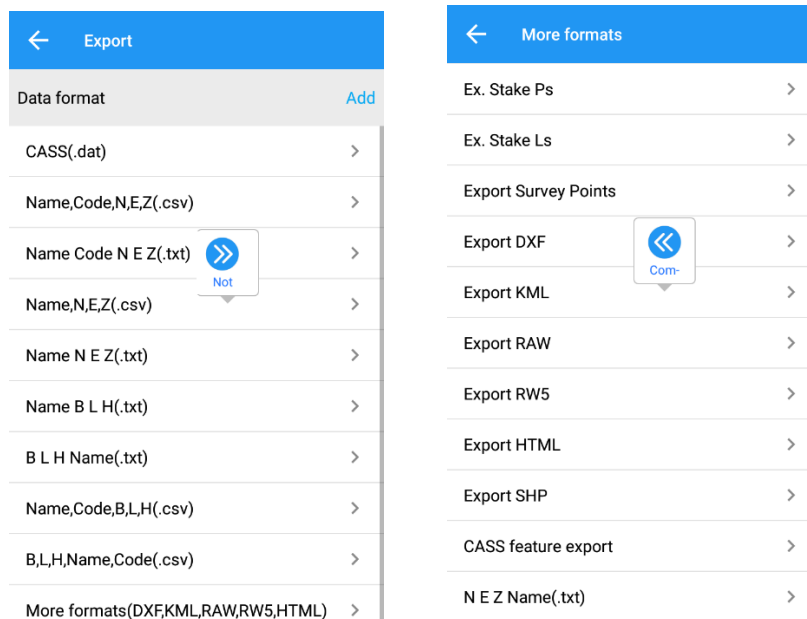 Export
Data format
Add
CASS(.dat)
Name,Code,N,E,Z(.csv)
Name Code N E Z(.txt)
Not
Name,N,E,Z(.csv)
Name N E Z(.txt)
Name B L H(.txt)
B L H Name(.txt)
Name,Code,B,L,H(.csv)
B,L,H,Name,Code(.csv)
More formats(DXF,KML,RAW,RW5,HTML)
More formats
Ex. Stake Ps
Ex. Stake Ls
Export Survey Points
Export DXF
Com-
Export KML
Export RAW
Export RW5
Export HTML
Export SHP
CASS feature export
N E Z Name(.txt)